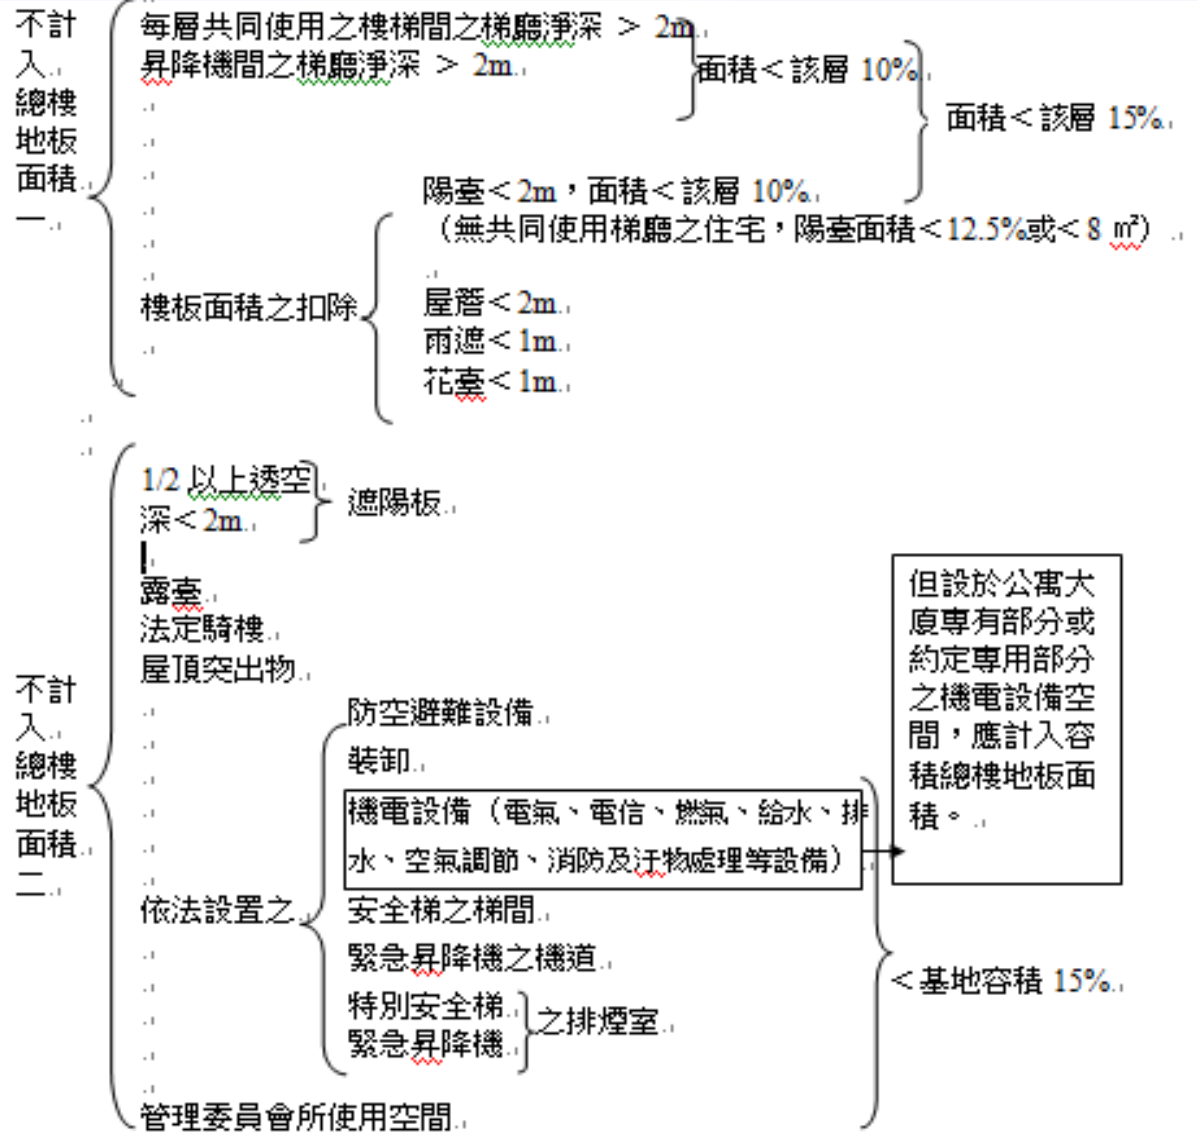 不計
入
總樓
地板
面積
一
每層共同使用之樓梯間之梯廳淨深 > 2m
昇降機間之梯廳淨深 > 2m
面積<該層 10%
面積<該層 15%
陽臺<2m,面積<該層 10%
(無共同使用梯廳之住宅,陽臺面積<12.5%或<8 ㎡)
樓板面積之扣除
屋簷<2m
雨遮<1m
花臺<1m
不計
入
總樓
地板
面積
二
1/2 以上透空
深<2m
遮陽板
露臺
法定騎樓
屋頂突出物
依法設置之
防空避難設備
裝卸
機電設備(電氣、電信、燃氣、給水、排
水、空氣調節、消防及汙物處理等設備)
安全梯之梯間
緊急昇降機之機道
特別安全梯
緊急昇降機
之排煙室
管理委員會所使用空間
但設於公寓大
廈專有部分或
約定專用部分
之機電設備空
間,應計入容
積總樓地板面
積。
<基地容積 15%